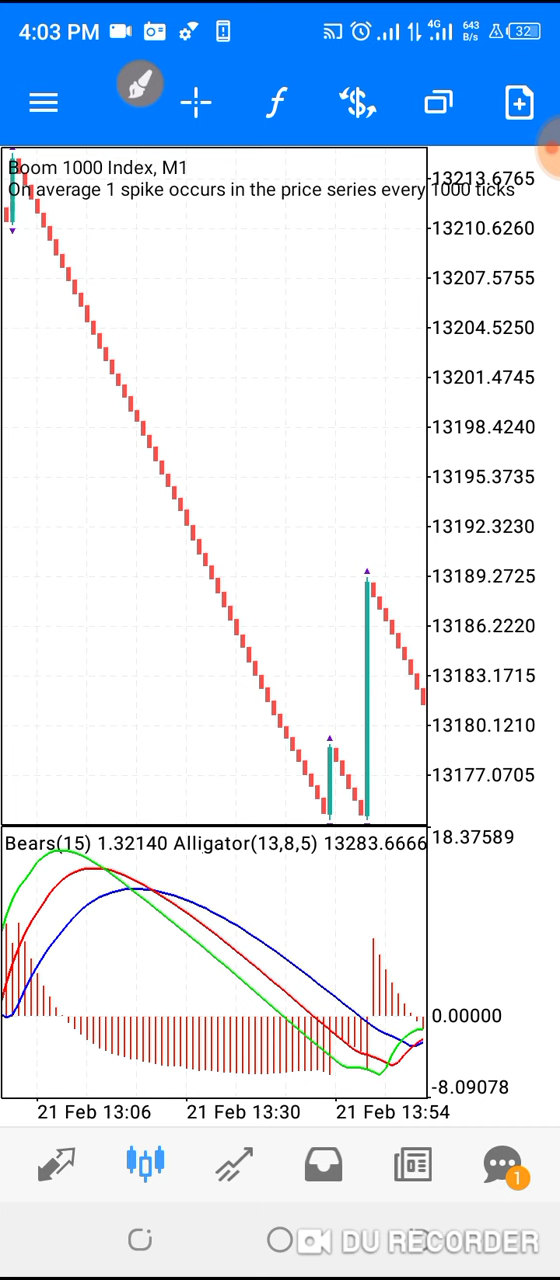 4:03 PM 4G 643 B/s 32
Boom 1000 Index, M1
On average 1 spike occurs in the price series every 1000 ticks
13213.6765
13210.6260
13207.5755
13204.5250
13201.4745
13198.4240
13195.3735
13192.3230
13189.2725
13186.2220
13183.1715
13180.1210
13177.0705
Bears(15) 1.32140 Alligator(13,8,5) 13283.6666
18.37589
0.00000
-8.09078
21 Feb 13:06 21 Feb 13:30 21 Feb 13:54
1
DU RECORDER